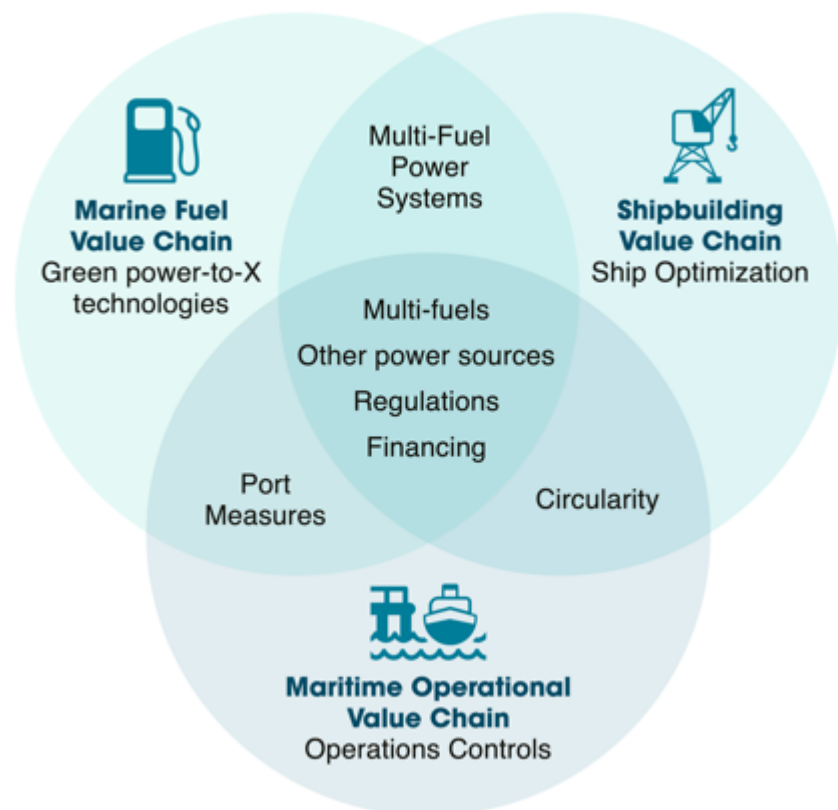 Multi-Fuel
Power
Systems
Marine Fuel
Value Chain
Green power-to-X
technologies
Shipbuilding
Value Chain
Ship Optimization
Multi-fuels
Other power sources
Regulations
Financing
Port
Measures
Circularity
Maritime Operational
Value Chain
Operations Controls